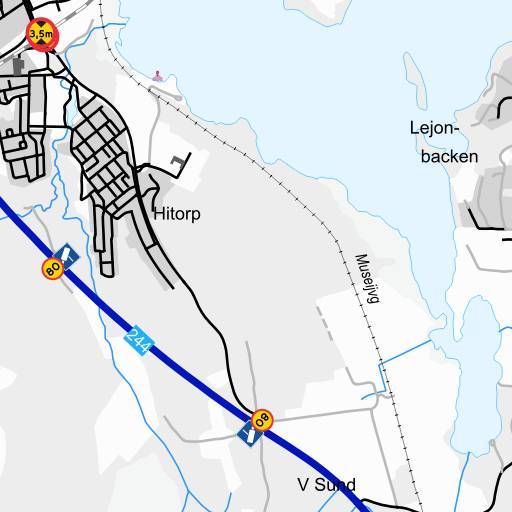 3,5m
Lejon-
backen
Hitorp
Museijvg
80
244
80
V Sund